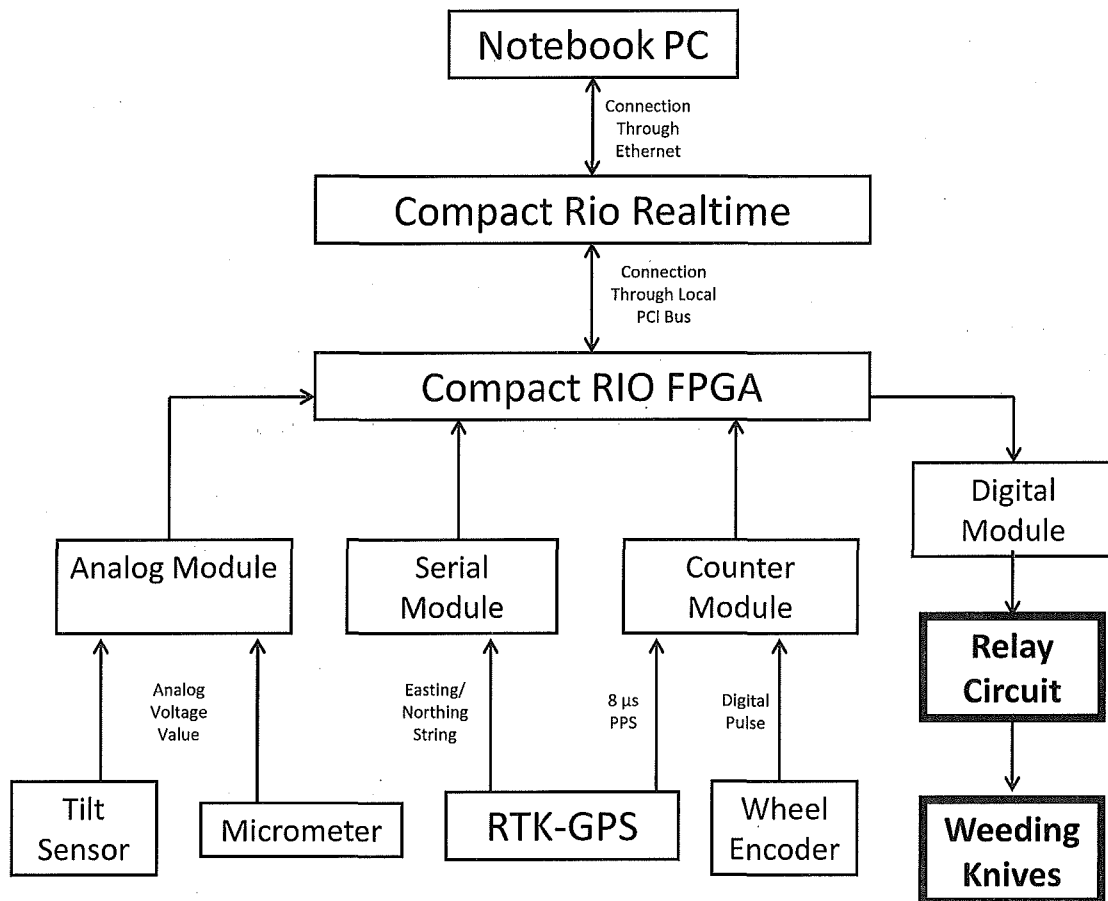 Notebook PC
Connection
Through
Ethernet
Compact Rio Realtime
Connection
Through Local
PCI Bus
Compact RIO FPGA
Analog Module
Serial
Module
Counter
Module
Digital
Module
Analog
Voltage
Value
Easting/
Northing
String
8 µs
PPS
Digital
Pulse
Relay
Circuit
Tilt
Sensor
Micrometer
RTK-GPS
Wheel
Encoder
Weeding
Knives